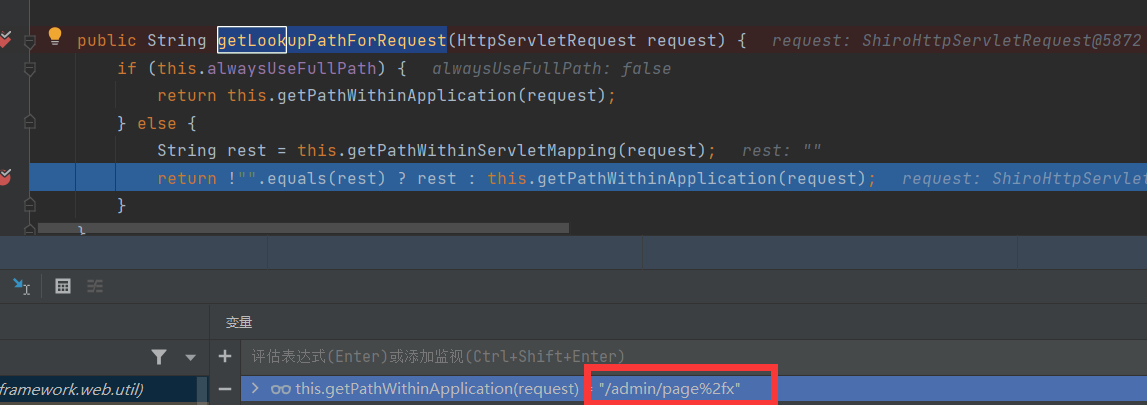 public String getLookupPathForRequest(HttpServletRequest request) {   request: ShiroHttpServletRequest@5872
if (this.alwaysUseFullPath) {   alwaysUseFullPath: false
return this.getPathWithinApplication(request);
} else {
String rest = this.getPathWithinServletMapping(request);   rest: ""
return !"".equals(rest) ? rest : this.getPathWithinApplication(request);   request: ShiroHttpServlet
}
}
变量
评估表达式(Enter)或添加监视(Ctrl+Shift+Enter)
framework.web.util)
this.getPathWithinApplication(request) = "/admin/page%2fx"